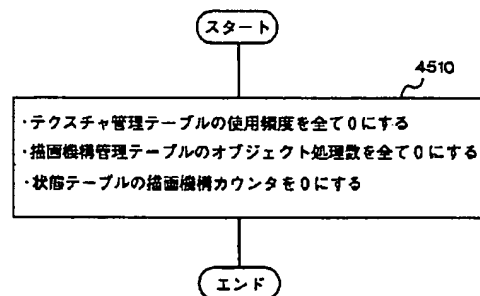 スタート
4510
・テクスチャ管理テーブルの使用頻度を全て0にする
・描画機構管理テーブルのオブジェクト処理数を全て0にする
・状態テーブルの描画機構カウンタを0にする
エンド